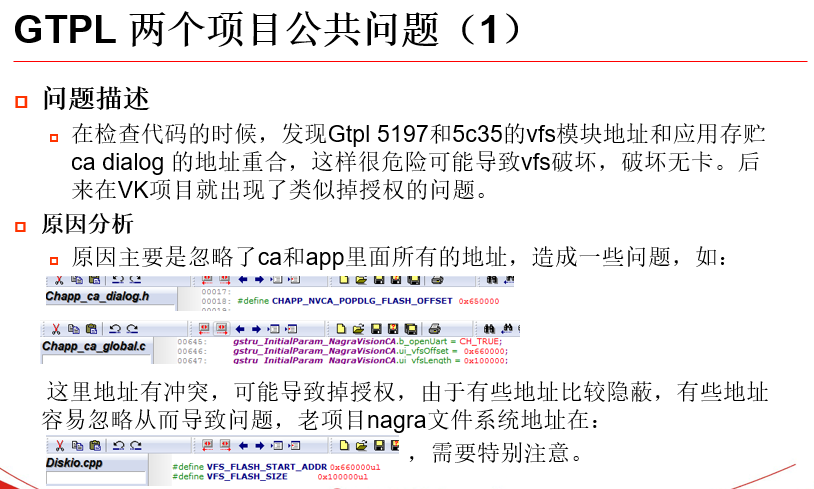 GTPL 两个项目公共问题（1）
问题描述
在检查代码的时候，发现Gtpl 5197和5c35的vfs模块地址和应用存贮
ca dialog 的地址重合，这样很危险可能导致vfs破坏，破坏无卡。后
来在VK项目就出现了类似掉授权的问题。
原因分析
原因主要是忽略了ca和app里面所有的地址，造成一些问题，如：
Chapp_ca_dialog.h
00017:
00018: #define CHAPP_NVCA_POPDLG_FLASH_OFFSET 0x650000
Chapp_ca_global.c
00645: gstru_InitialParam_NagraVisionCA.b_openUart = CH_TRUE;
00646: gstru_InitialParam_NagraVisionCA.ui_vfsOffset = 0x660000;
00647: gstru_InitialParam_NagraVisionCA.ui_vfsLength = 0x100000;
这里地址有冲突，可能导致掉授权，由于有些地址比较隐蔽，有些地址
容易忽略从而导致问题，老项目nagra文件系统地址在：
Diskio.cpp
#define VFS_FLASH_START_ADDR 0x660000ul
#define VFS_FLASH_SIZE 0x100000ul
，需要特别注意。